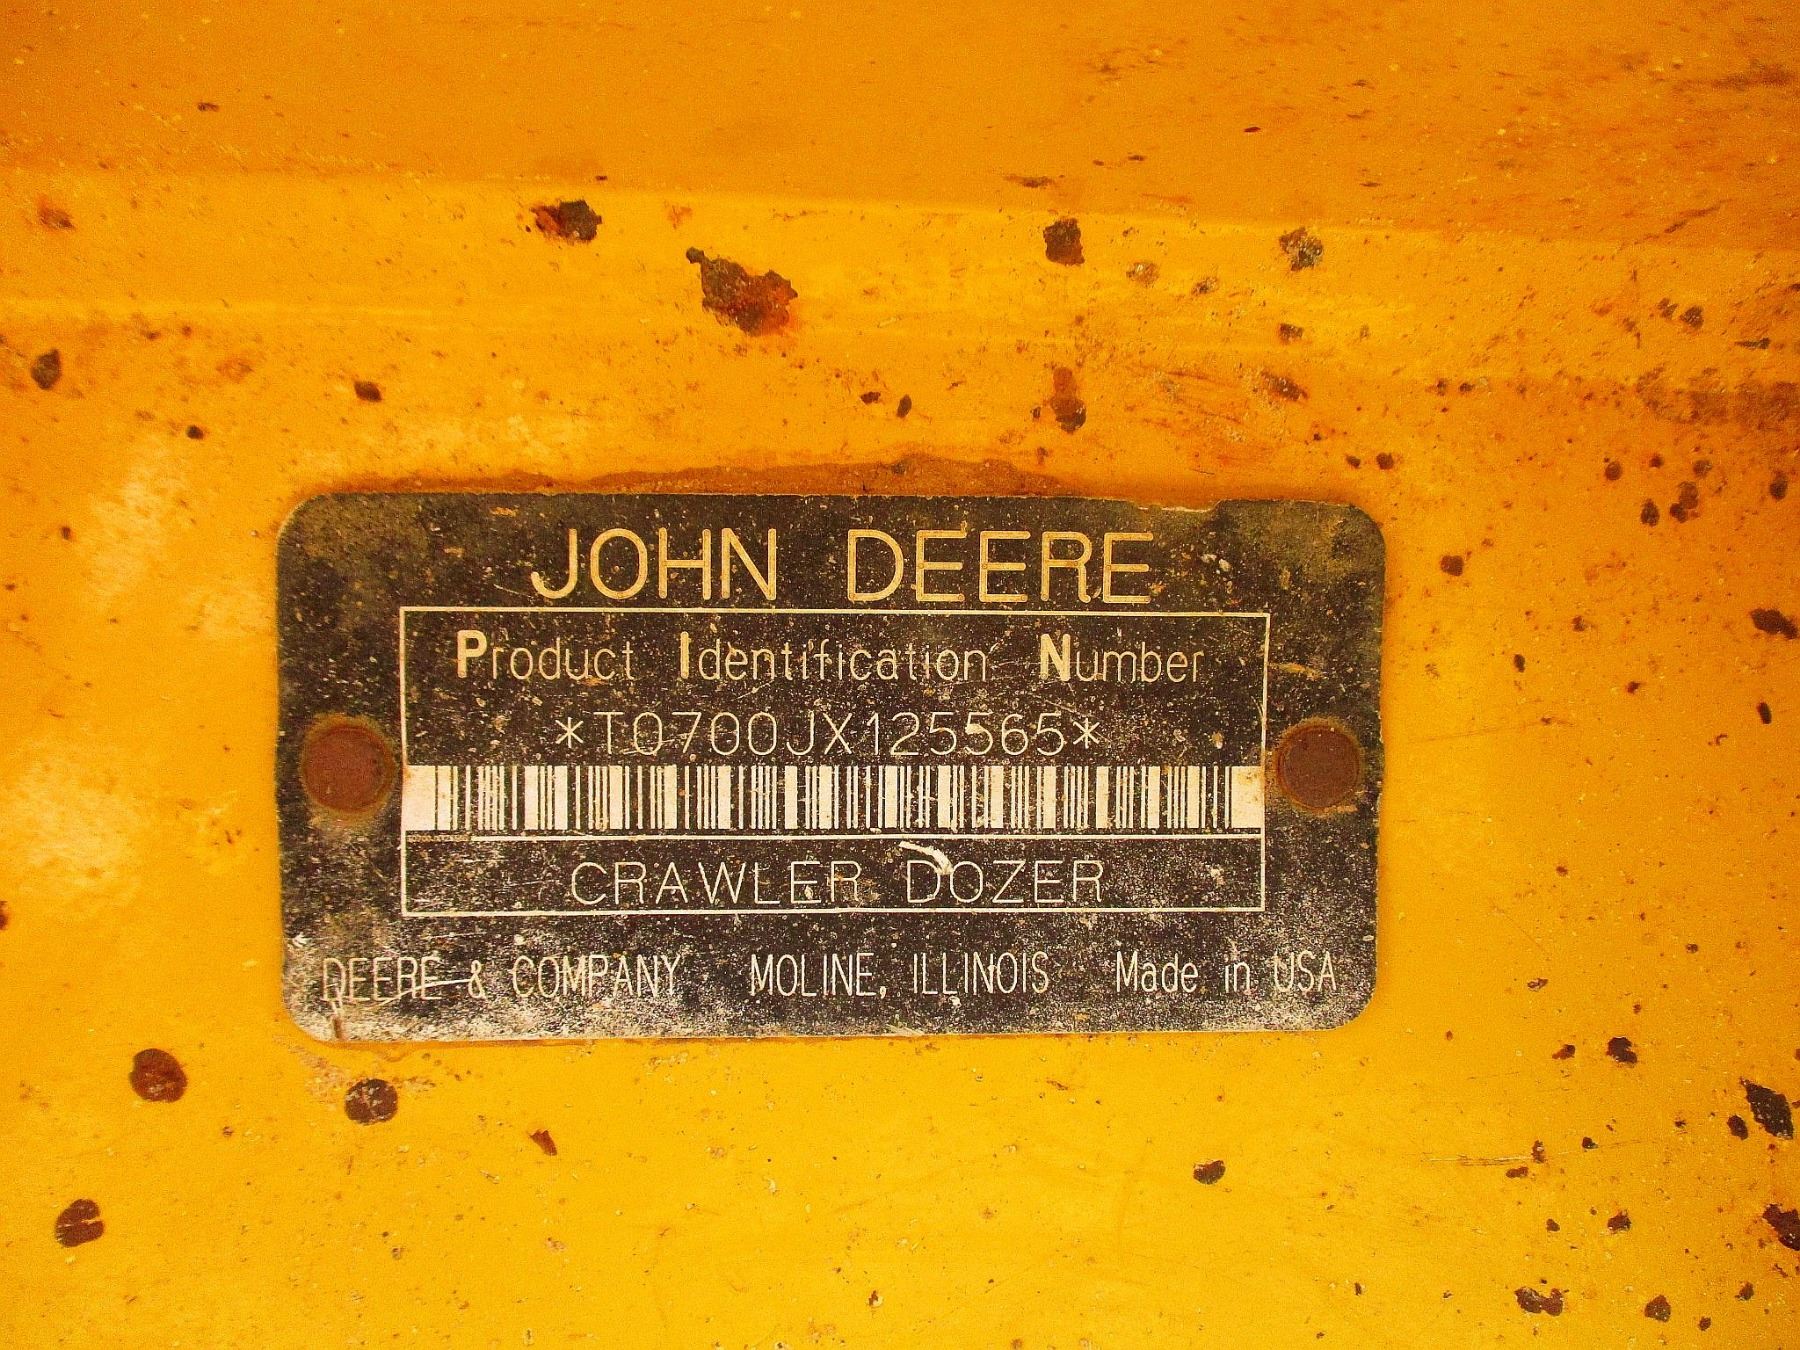 JOHN DEERE
Product Identification Number
*T0700JX125565*
CRAWLER DOZER
DEERE & COMPANY MOLINE, ILLINOIS Made in USA